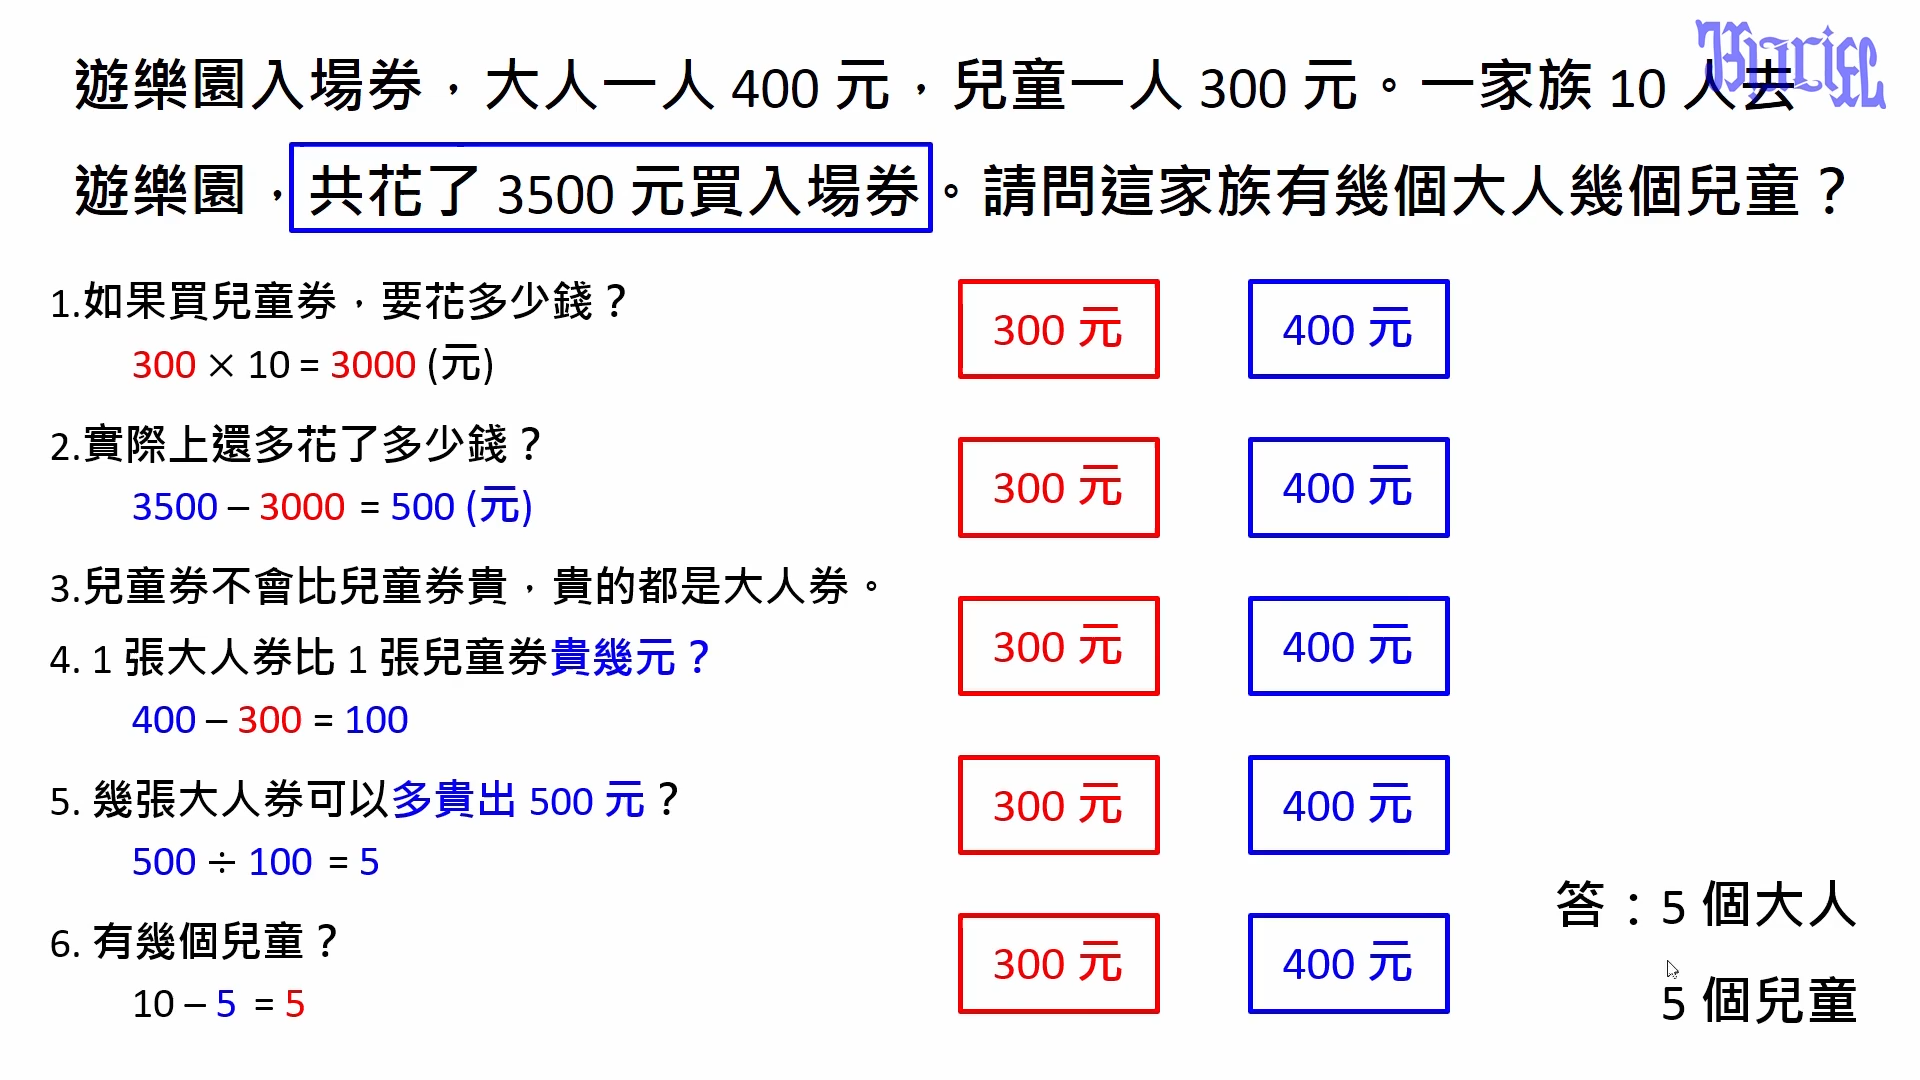 遊樂園入場券，大人一人 400 元，兒童一人 300 元。一家族 10 人去
遊樂園，共花了 3500 元買入場券。請問這家族有幾個大人幾個兒童？
1.如果買兒童券，要花多少錢？
300 × 10 = 3000 (元)
2.實際上還多花了多少錢？
3500 – 3000 = 500 (元)
3.兒童券不會比兒童券貴，貴的都是大人券。
4. 1 張大人券比 1 張兒童券貴幾元？
400 – 300 = 100
5. 幾張大人券可以多貴出 500 元？
500 ÷ 100 = 5
6. 有幾個兒童？
10 – 5 = 5
300 元 400 元
300 元 400 元
300 元 400 元
300 元 400 元
300 元 400 元
答：5 個大人
5 個兒童